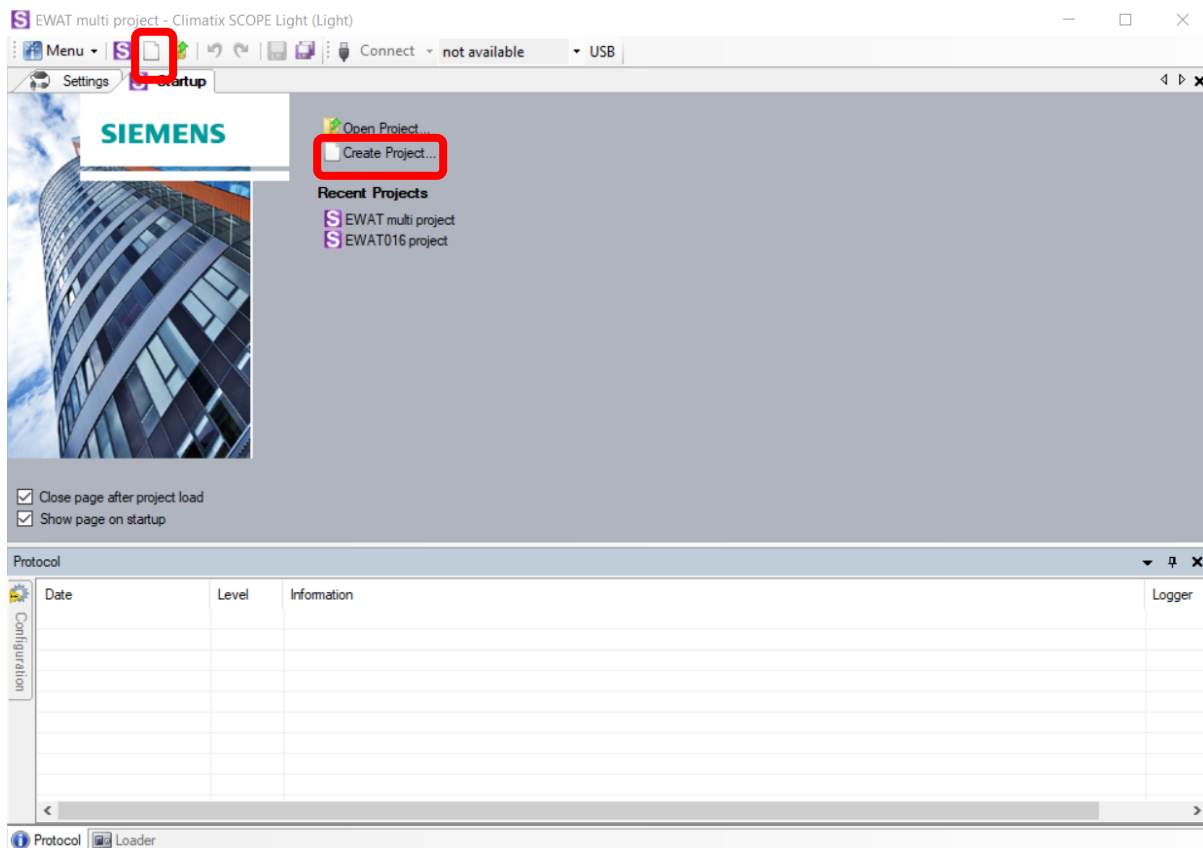 EWAT multi project - Climatix SCOPE Light (Light)
Menu
Connect
not available
USB
Settings
Startup
SIEMENS
Open Project...
Create Project...
Recent Projects
EWAT multi project
EWAT016 project
Close page after project load
Show page on startup
Protocol
Configuration
Date Level Information Logger
Protocol Loader